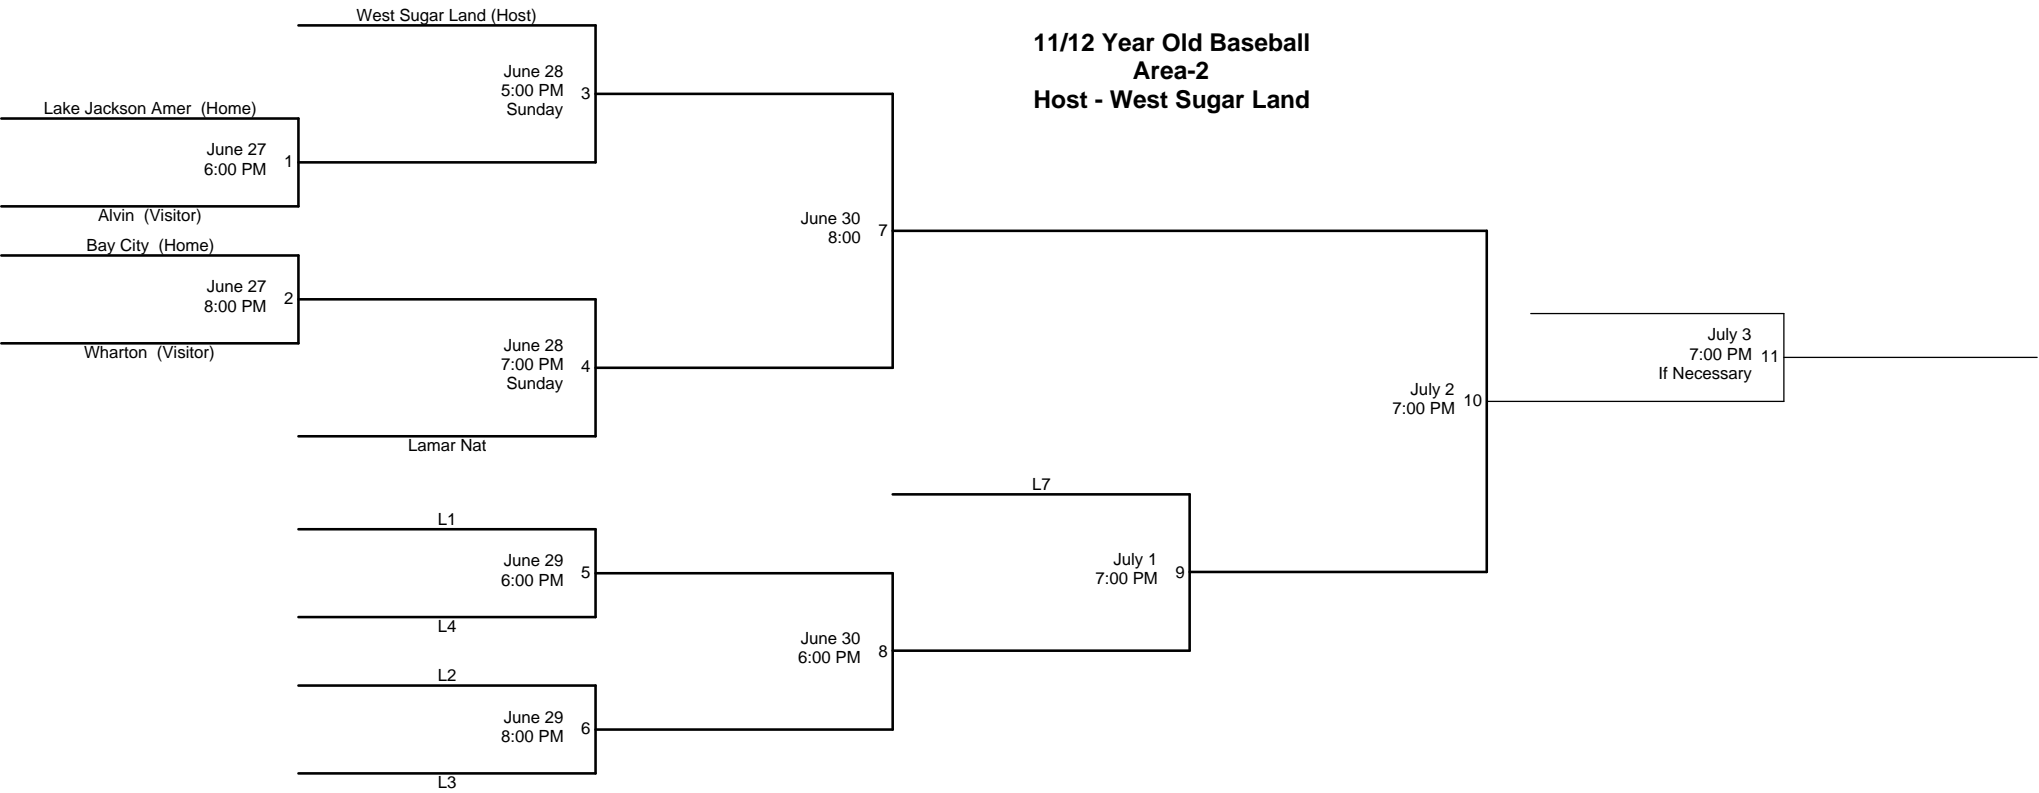 West Sugar Land (Host)
11/12 Year Old Baseball
Area-2
Host - West Sugar Land
June 28
5:00 PM
Sunday
3
Lake Jackson Amer  (Home)
June 27
6:00 PM
1
Alvin  (Visitor)
Bay City  (Home)
June 27
8:00 PM
2
Wharton  (Visitor)
June 28
7:00 PM
Sunday
4
Lamar Nat
June 30
8:00
7
July 3
7:00 PM
If Necessary
11
July 2
7:00 PM
10
L7
July 1
7:00 PM
9
L1
June 29
6:00 PM
5
L4
June 30
6:00 PM
8
L2
June 29
8:00 PM
6
L3